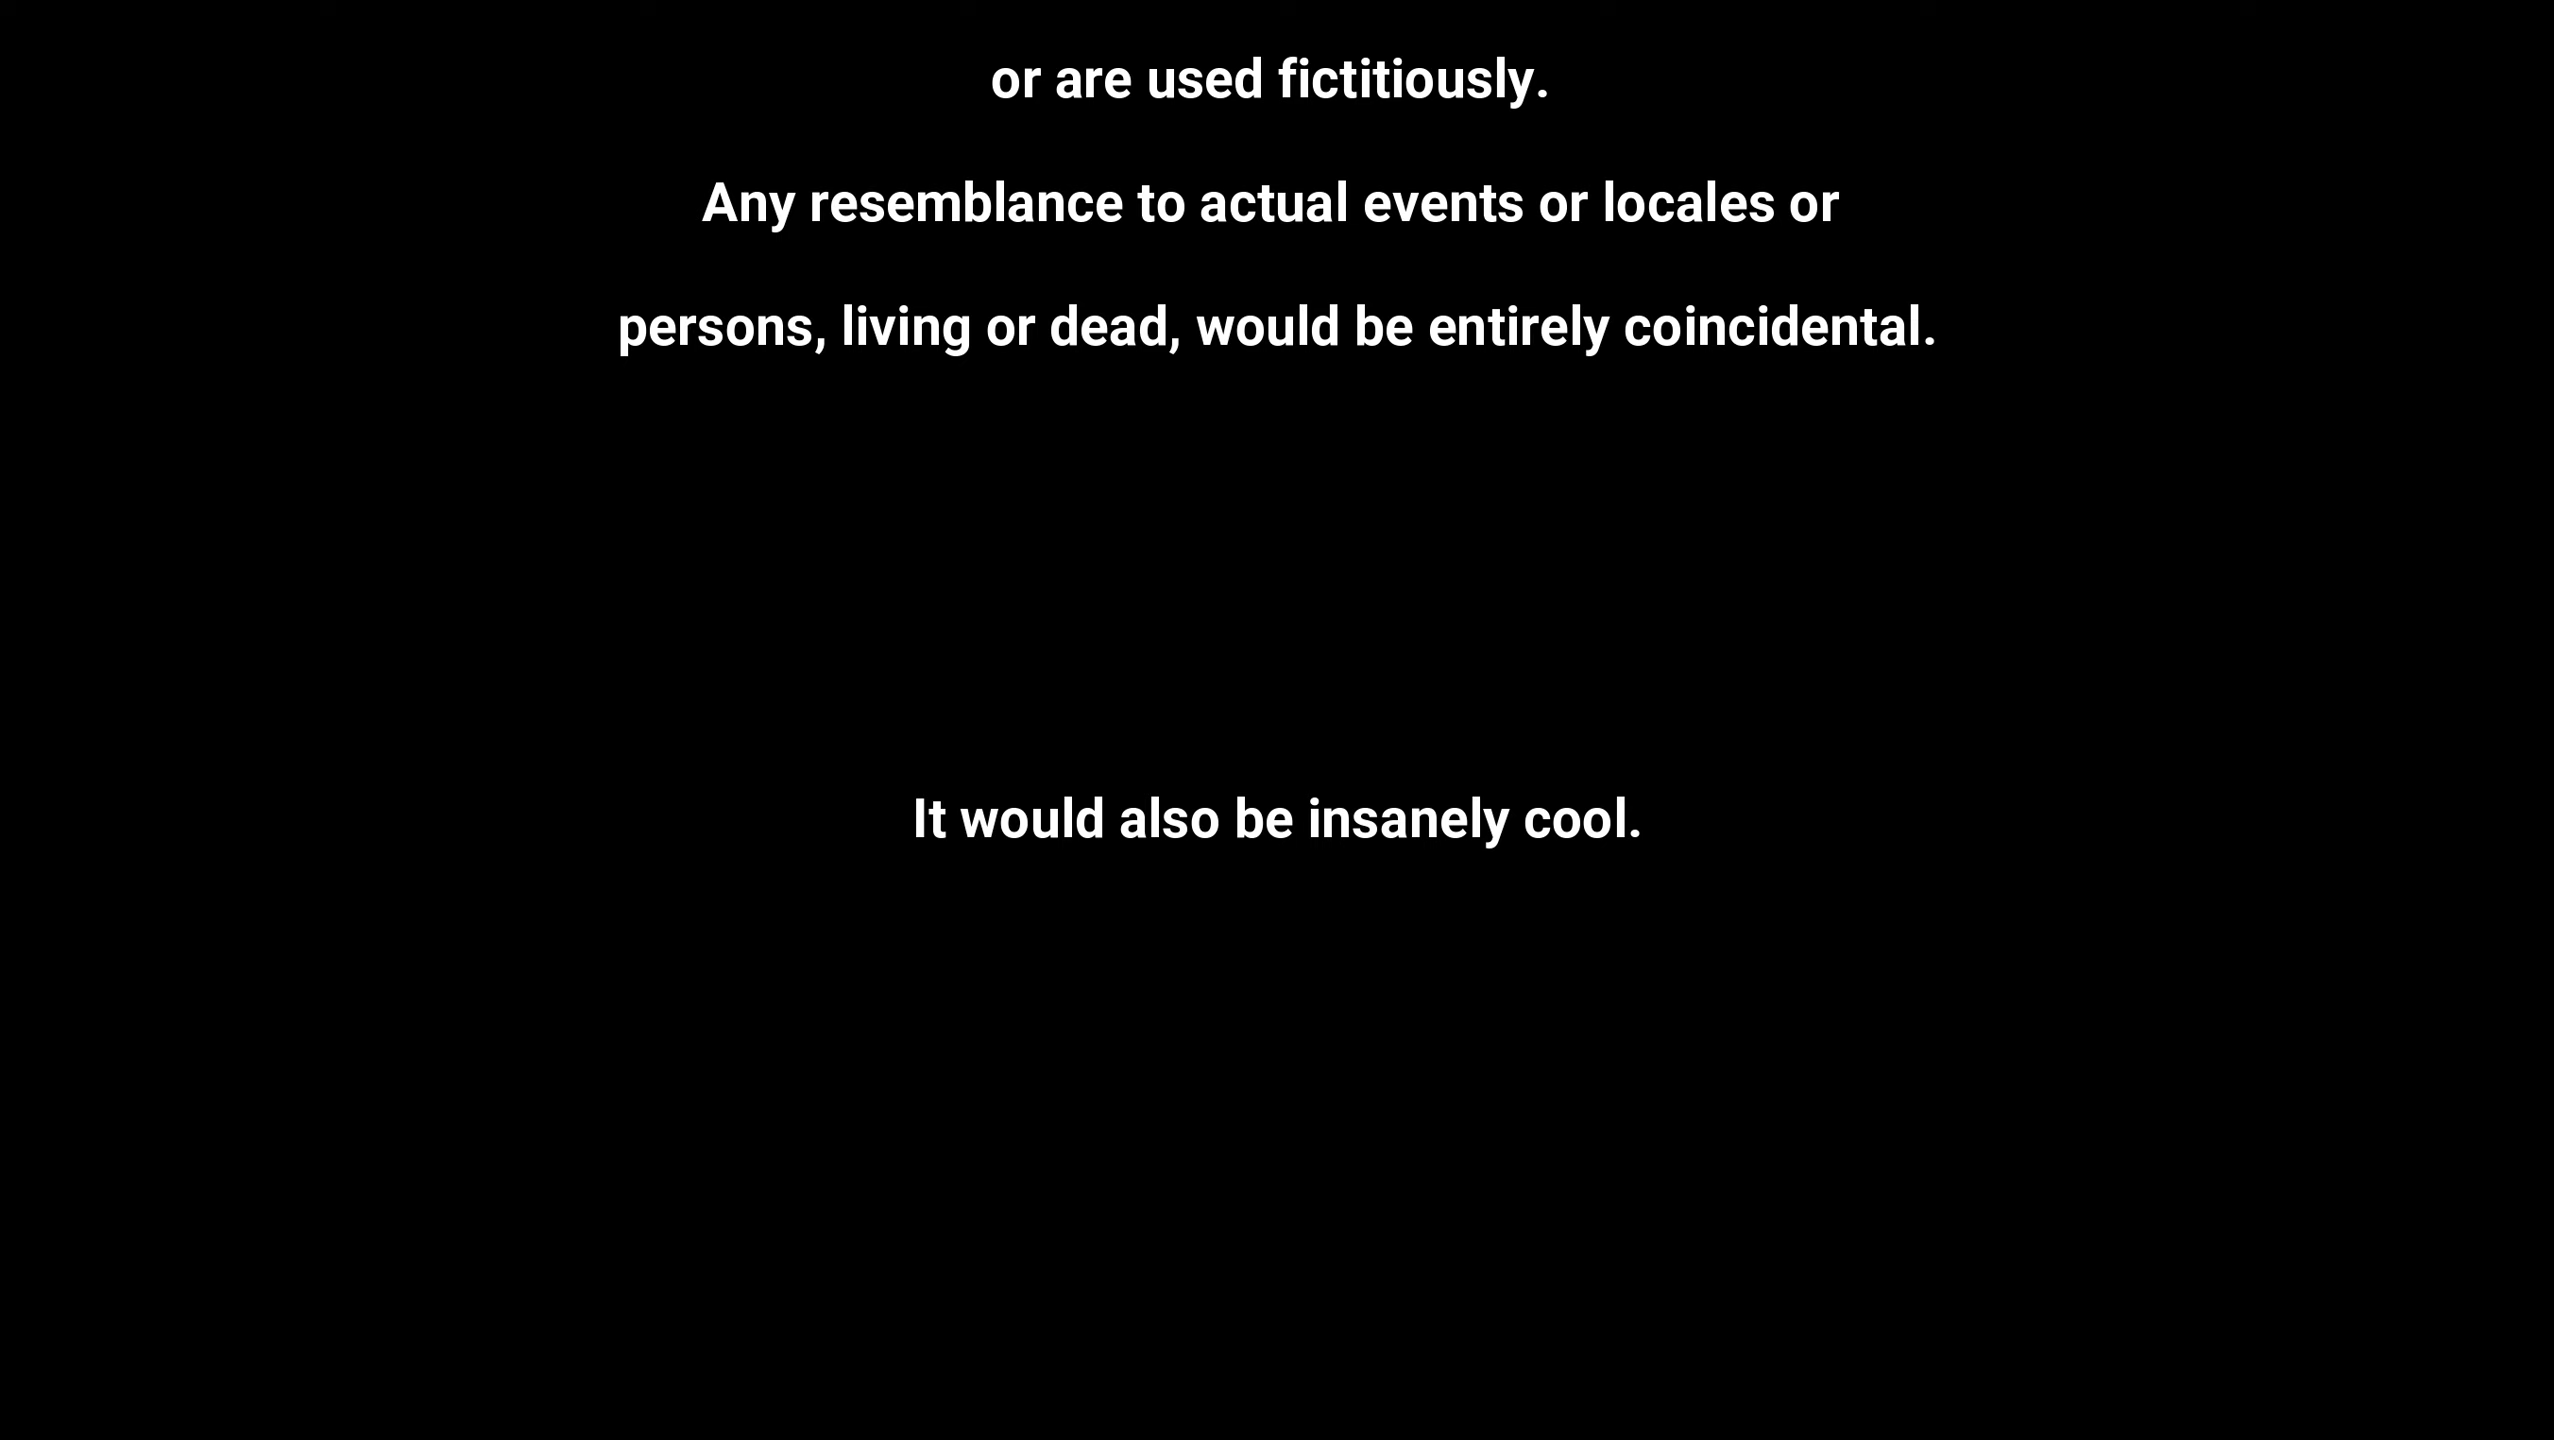 or are used fictitiously.
Any resemblance to actual events or locales or
persons, living or dead, would be entirely coincidental.
It would also be insanely cool.